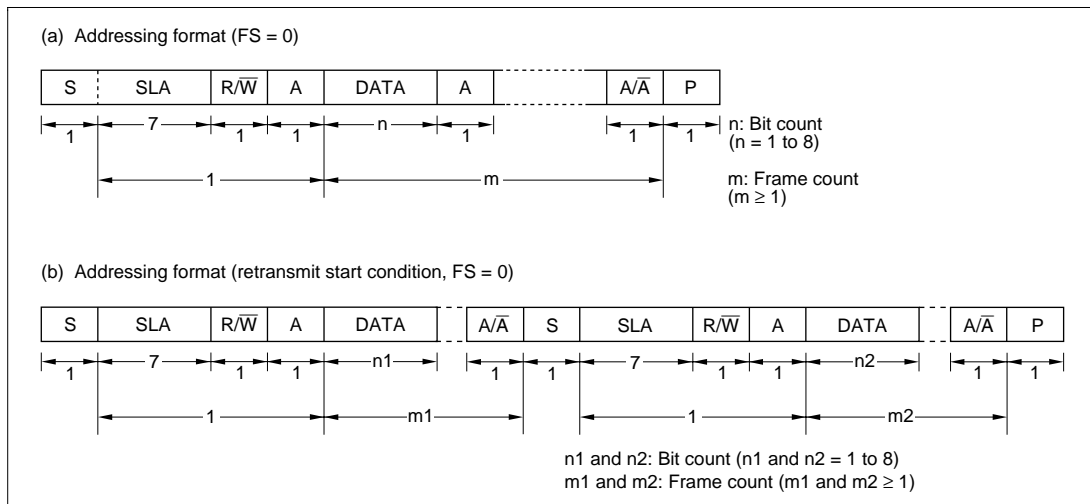 (a) Addressing format (FS = 0)
S SLA R/W̅ A DATA A A/A̅ P
1 7 1 1 n 1 1 1
n: Bit count
(n = 1 to 8)
1 m
m: Frame count
(m ≥ 1)
(b) Addressing format (retransmit start condition, FS = 0)
S SLA R/W̅ A DATA A/A̅ S SLA R/W̅ A DATA A/A̅ P
1 7 1 1 n1 1 1 7 1 1 n2 1 1
1 m1 1 m2
n1 and n2: Bit count (n1 and n2 = 1 to 8)
m1 and m2: Frame count (m1 and m2 ≥ 1)